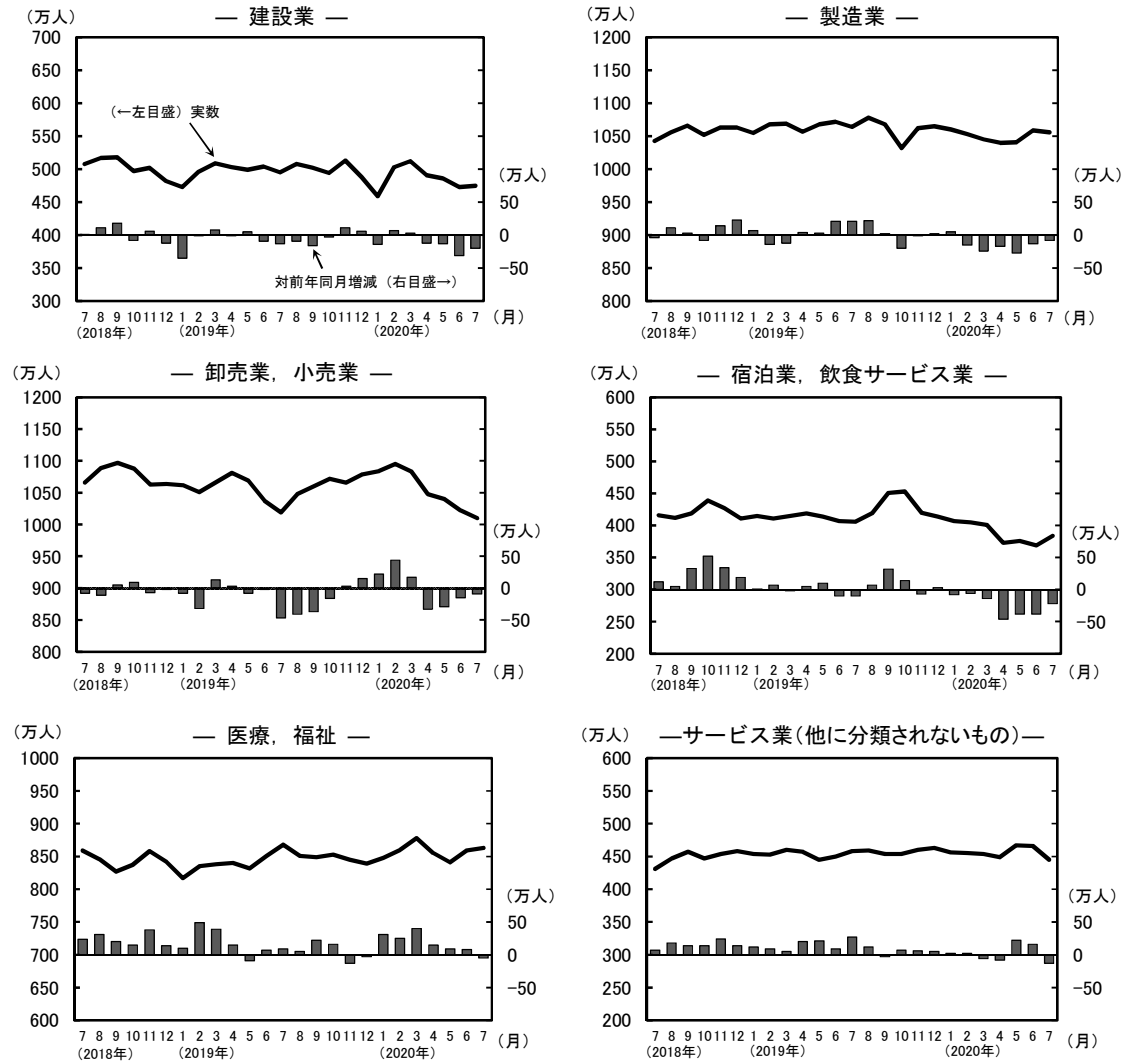 (万人) — 建設業 —
700
650
600
550
500
450
400
350
300
(←左目盛) 実数
対前年同月増減 (右目盛→)
(万人)
50
0
−50
7 8 9 10 11 12 1 2 3 4 5 6 7 8 9 10 11 12 1 2 3 4 5 6 7 (月)
(2018年) (2019年) (2020年)
(万人) — 製造業 —
1200
1150
1100
1050
1000
950
900
850
800
(万人)
50
0
−50
7 8 9 10 11 12 1 2 3 4 5 6 7 8 9 10 11 12 1 2 3 4 5 6 7 (月)
(2018年) (2019年) (2020年)
(万人) — 卸売業，小売業 —
1200
1150
1100
1050
1000
950
900
850
800
(万人)
50
0
−50
7 8 9 10 11 12 1 2 3 4 5 6 7 8 9 10 11 12 1 2 3 4 5 6 7 (月)
(2018年) (2019年) (2020年)
(万人) — 宿泊業，飲食サービス業 —
600
550
500
450
400
350
300
250
200
(万人)
50
0
−50
7 8 9 10 11 12 1 2 3 4 5 6 7 8 9 10 11 12 1 2 3 4 5 6 7 (月)
(2018年) (2019年) (2020年)
(万人) — 医療，福祉 —
1000
950
900
850
800
750
700
650
600
(万人)
50
0
−50
7 8 9 10 11 12 1 2 3 4 5 6 7 8 9 10 11 12 1 2 3 4 5 6 7 (月)
(2018年) (2019年) (2020年)
(万人) —サービス業(他に分類されないもの)—
600
550
500
450
400
350
300
250
200
(万人)
50
0
−50
7 8 9 10 11 12 1 2 3 4 5 6 7 8 9 10 11 12 1 2 3 4 5 6 7 (月)
(2018年) (2019年) (2020年)